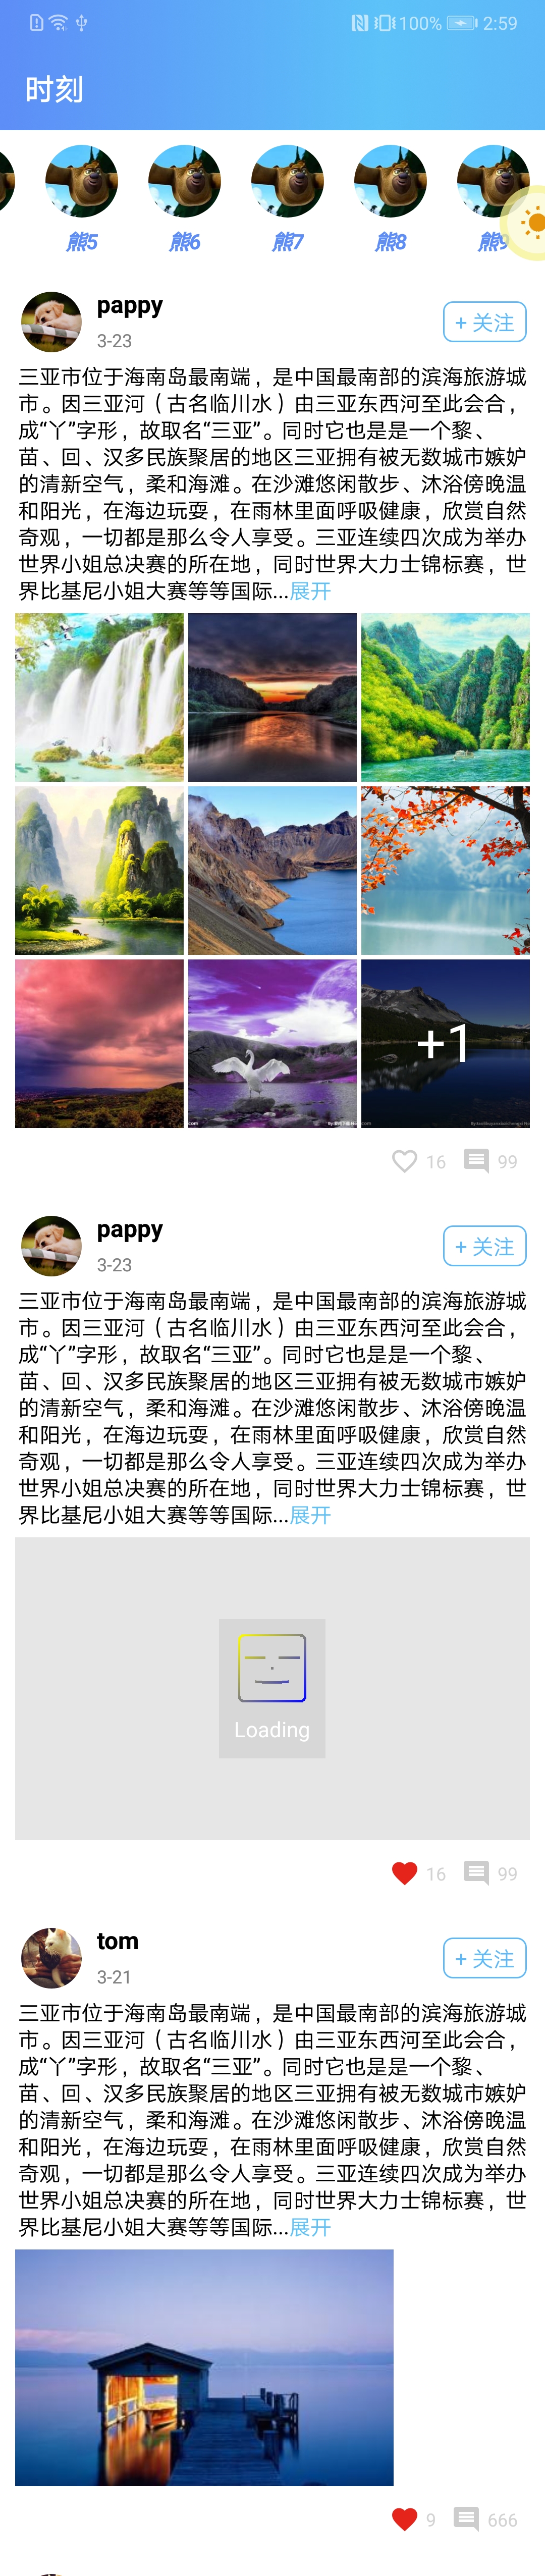 100% 2:59
时刻
熊5 熊6 熊7 熊8 熊9
pappy
3-23
+ 关注
三亚市位于海南岛最南端，是中国最南部的滨海旅游城
市。因三亚河（古名临川水）由三亚东西河至此会合，
成“丫”字形，故取名“三亚”。同时它也是是一个黎、
苗、回、汉多民族聚居的地区三亚拥有被无数城市嫉妒
的清新空气，柔和海滩。在沙滩悠闲散步、沐浴傍晚温
和阳光，在海边玩耍，在雨林里面呼吸健康，欣赏自然
奇观，一切都是那么令人享受。三亚连续四次成为举办
世界小姐总决赛的所在地，同时世界大力士锦标赛，世
界比基尼小姐大赛等等国际...展开
+1
16 99
pappy
3-23
+ 关注
三亚市位于海南岛最南端，是中国最南部的滨海旅游城
市。因三亚河（古名临川水）由三亚东西河至此会合，
成“丫”字形，故取名“三亚”。同时它也是是一个黎、
苗、回、汉多民族聚居的地区三亚拥有被无数城市嫉妒
的清新空气，柔和海滩。在沙滩悠闲散步、沐浴傍晚温
和阳光，在海边玩耍，在雨林里面呼吸健康，欣赏自然
奇观，一切都是那么令人享受。三亚连续四次成为举办
世界小姐总决赛的所在地，同时世界大力士锦标赛，世
界比基尼小姐大赛等等国际...展开
Loading
16 99
tom
3-21
+ 关注
三亚市位于海南岛最南端，是中国最南部的滨海旅游城
市。因三亚河（古名临川水）由三亚东西河至此会合，
成“丫”字形，故取名“三亚”。同时它也是是一个黎、
苗、回、汉多民族聚居的地区三亚拥有被无数城市嫉妒
的清新空气，柔和海滩。在沙滩悠闲散步、沐浴傍晚温
和阳光，在海边玩耍，在雨林里面呼吸健康，欣赏自然
奇观，一切都是那么令人享受。三亚连续四次成为举办
世界小姐总决赛的所在地，同时世界大力士锦标赛，世
界比基尼小姐大赛等等国际...展开
9 666